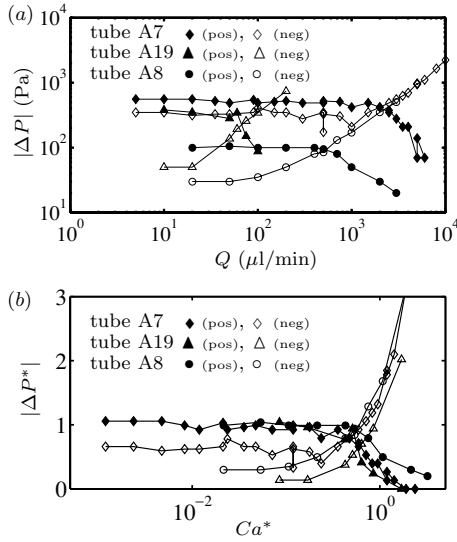 (a)
tube A7 ◆ (pos), ◇ (neg)
tube A19 ▲ (pos), △ (neg)
tube A8 ● (pos), ○ (neg)
|ΔP| (Pa)
10^4
10^3
10^2
10^1
10^0 10^1 10^2 10^3 10^4
Q (μl/min)
(b)
tube A7 ◆ (pos), ◇ (neg)
tube A19 ▲ (pos), △ (neg)
tube A8 ● (pos), ○ (neg)
|ΔP*|
3
2
1
0
10^−2 10^0
Ca*